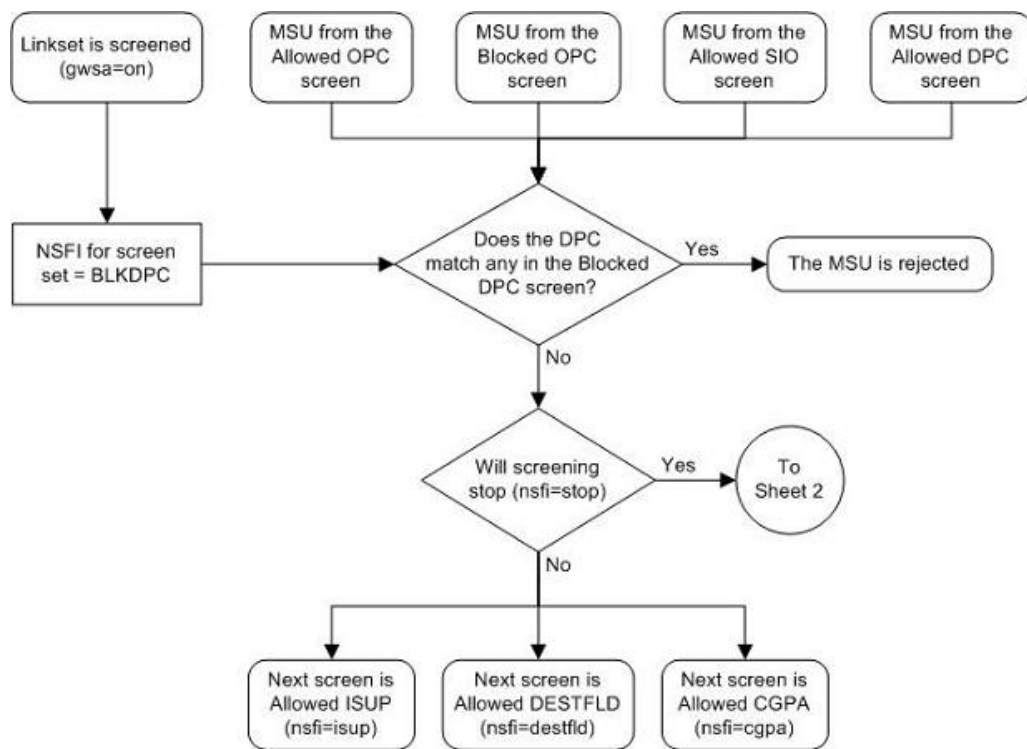 Linkset is screened
(gwsa=on)
MSU from the
Allowed OPC
screen
MSU from the
Blocked OPC
screen
MSU from the
Allowed SIO
screen
MSU from the
Allowed DPC
screen
NSFI for screen
set = BLKDPC
Does the DPC
match any in the Blocked
DPC screen?
Yes
The MSU is rejected
No
Will screening
stop (nsfi=stop)
Yes
To
Sheet 2
No
Next screen is
Allowed ISUP
(nsfi=isup)
Next screen is
Allowed DESTFLD
(nsfi=destfld)
Next screen is
Allowed CGPA
(nsfi=cgpa)